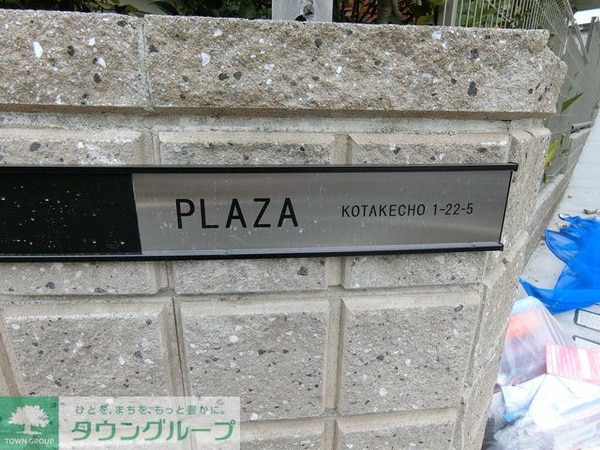 PLAZA KOTAKECHO 1-22-5
ひとを、まちを、もっと豊かに。
TOWN GROUP タウングループ